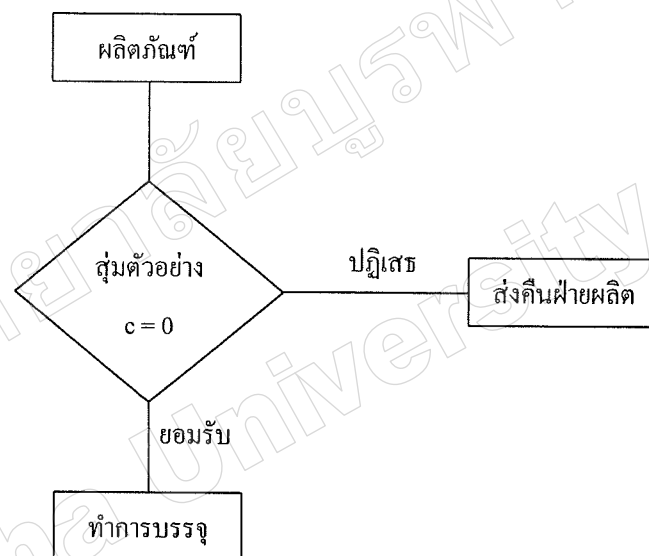 ผลิตภัณฑ์
สุ่มตัวอย่าง
c = 0
ปฏิเสธ
ส่งคืนฝ่ายผลิต
ยอมรับ
ทำการบรรจุ
University